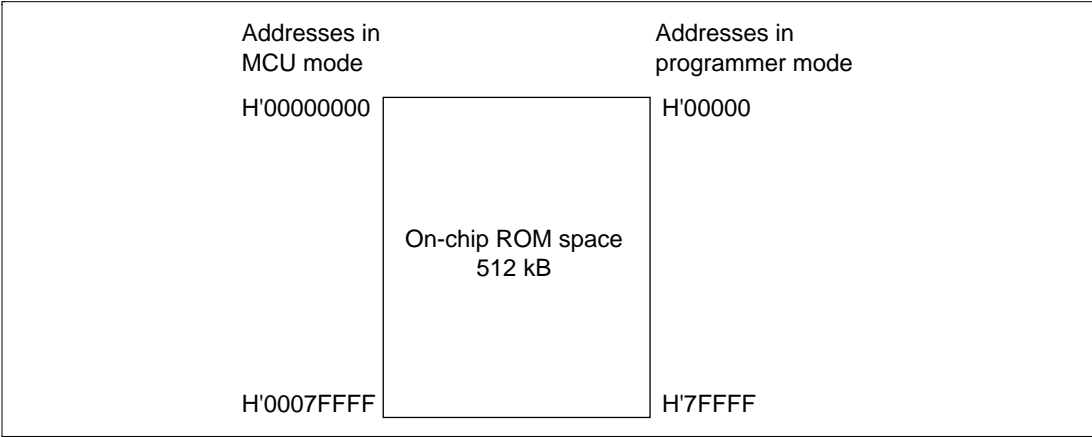 Addresses in
MCU mode
Addresses in
programmer mode
H'00000000
H'00000
On-chip ROM space
512 kB
H'0007FFFF
H'7FFFF